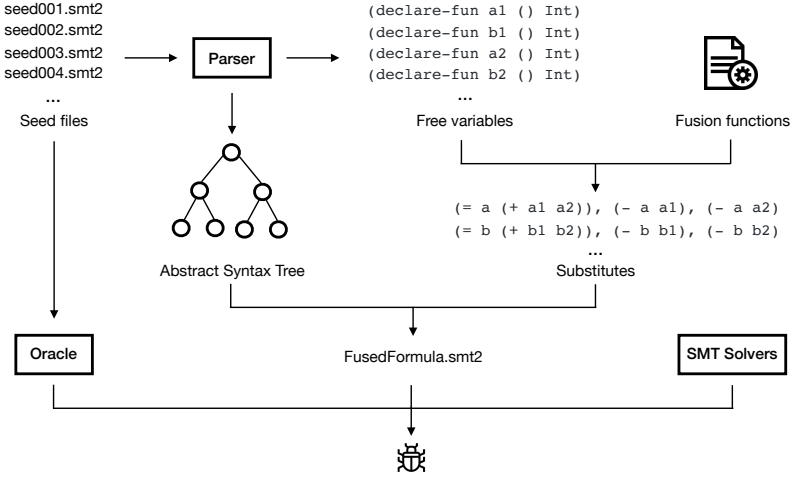 seed001.smt2
seed002.smt2
seed003.smt2
seed004.smt2
...
Seed files
Parser
(declare-fun a1 () Int)
(declare-fun b1 () Int)
(declare-fun a2 () Int)
(declare-fun b2 () Int)
...
Free variables
Fusion functions
Abstract Syntax Tree
(= a (+ a1 a2)), (- a a1), (- a a2)
(= b (+ b1 b2)), (- b b1), (- b b2)
...
Substitutes
Oracle
FusedFormula.smt2
SMT Solvers